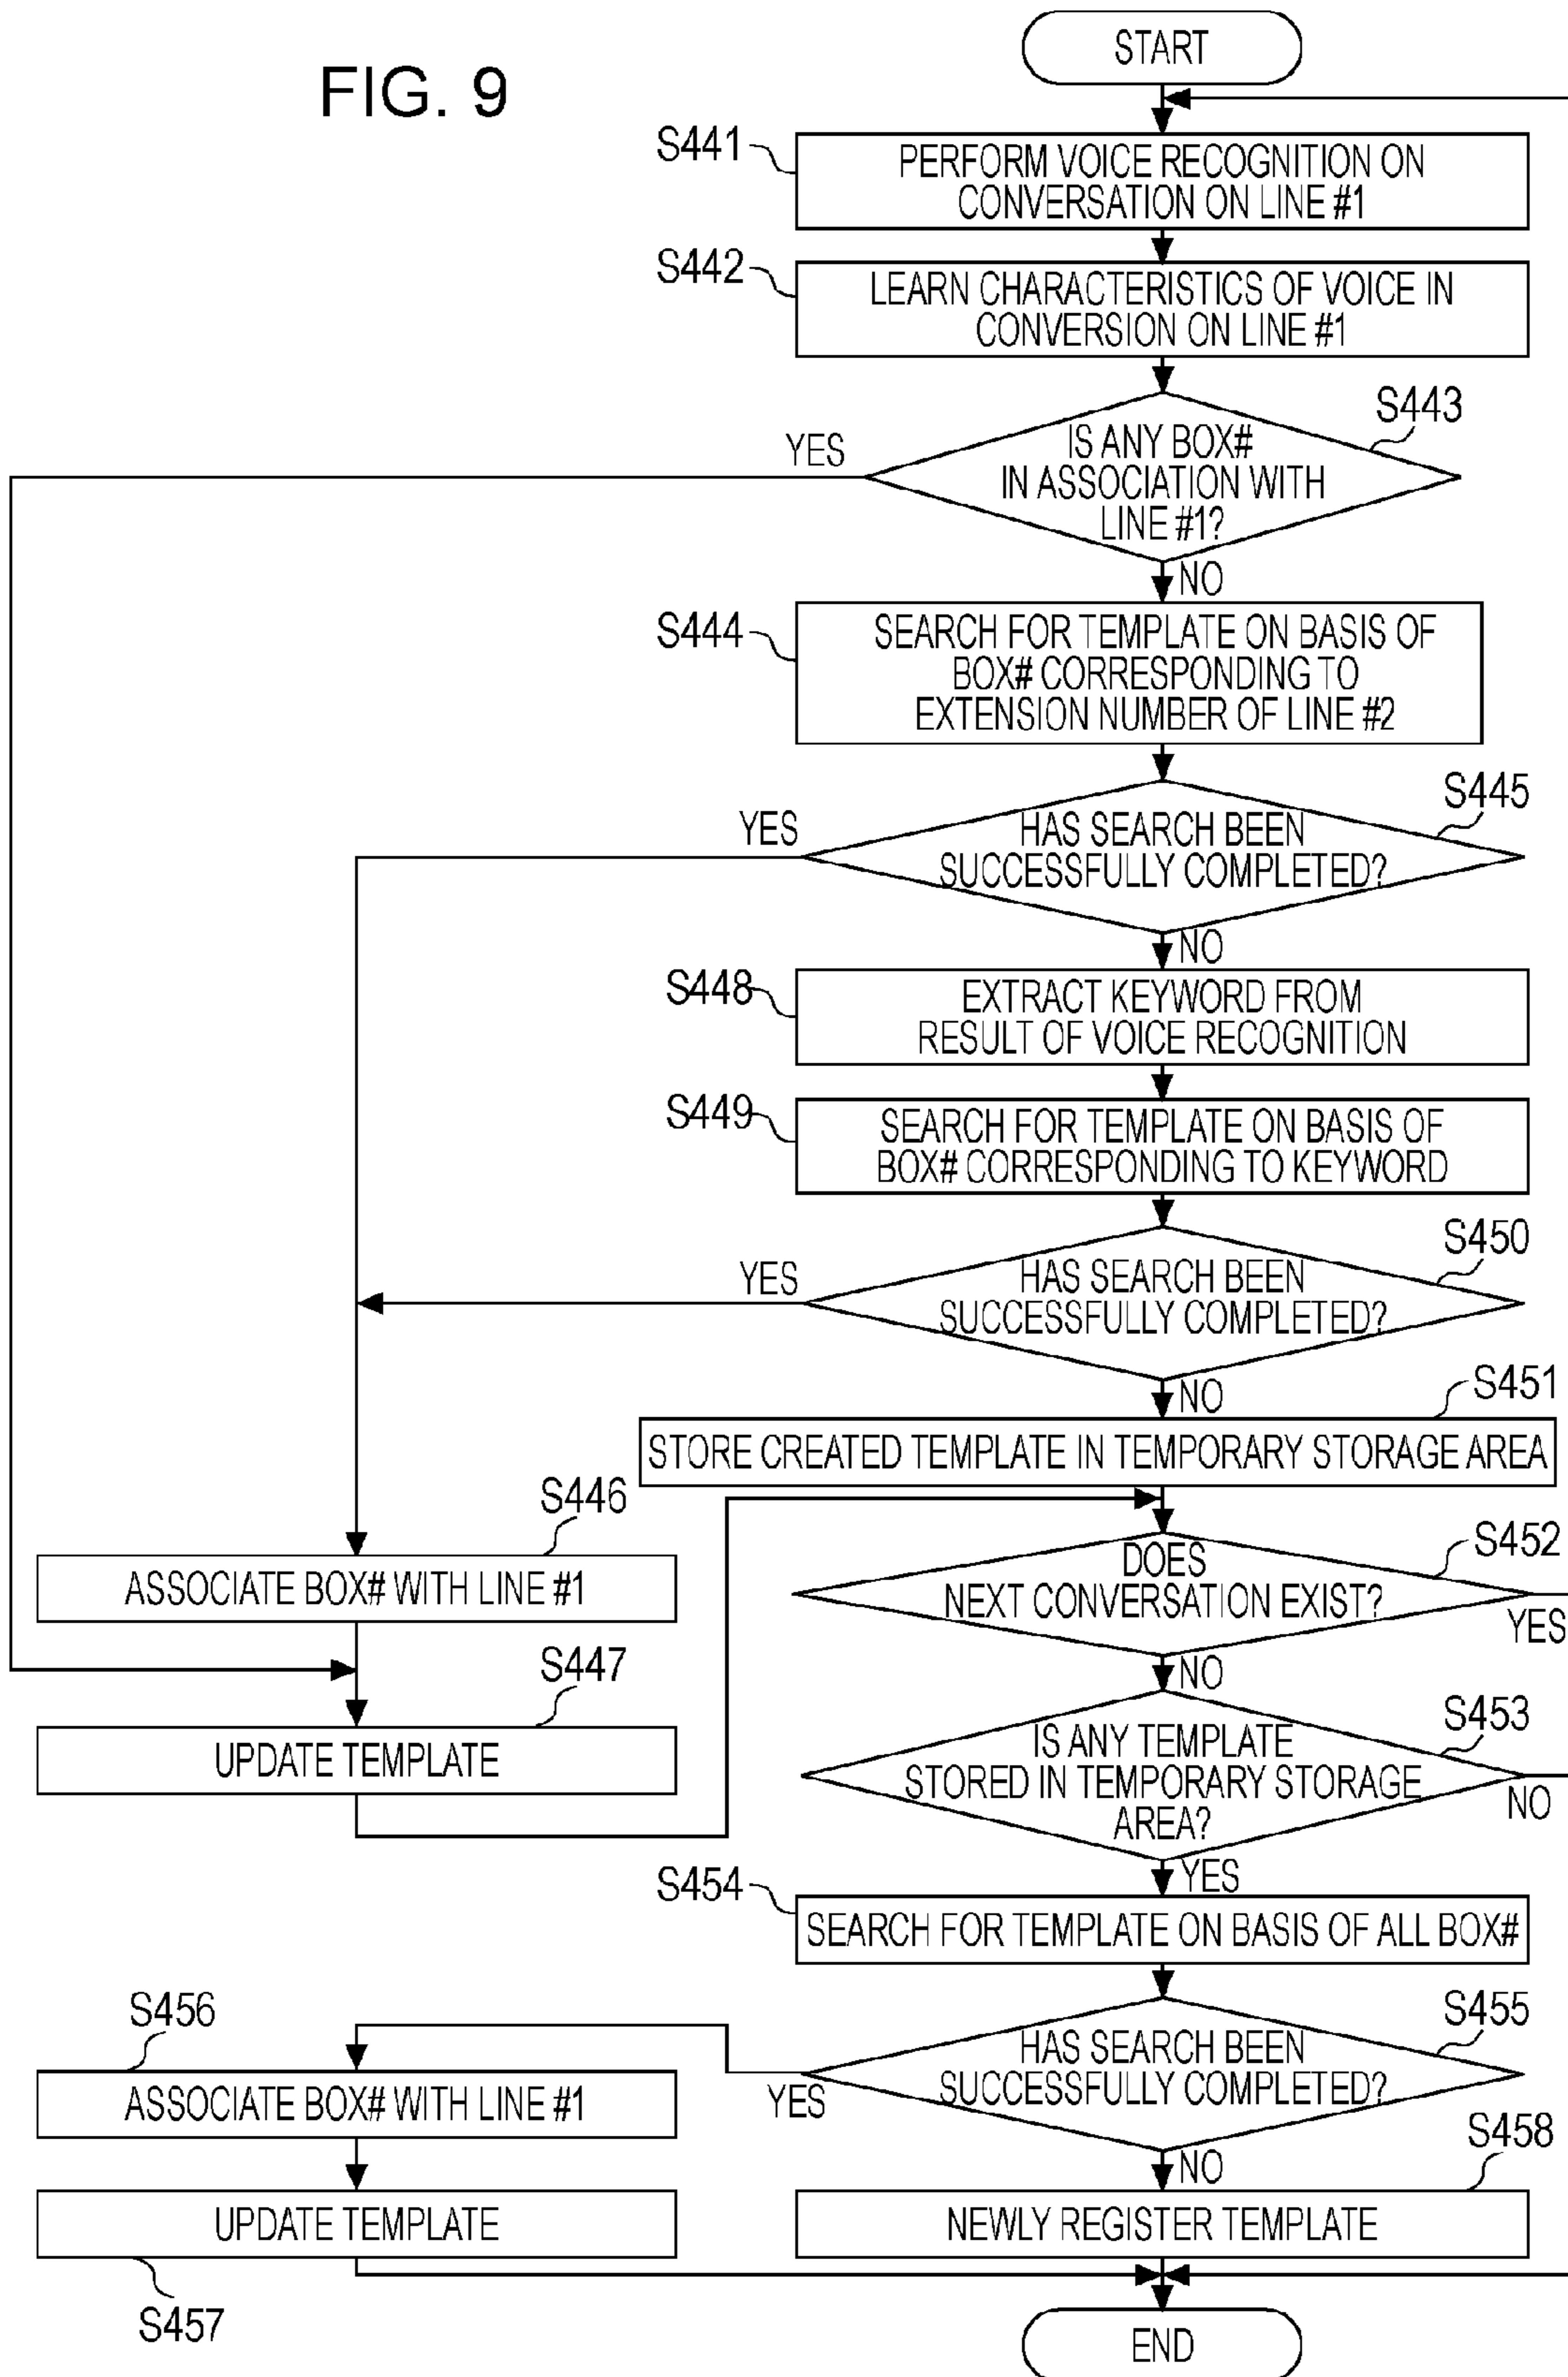 FIG. 9
START
S441
PERFORM VOICE RECOGNITION ON
CONVERSATION ON LINE #1
S442
LEARN CHARACTERISTICS OF VOICE IN
CONVERSION ON LINE #1
S443
IS ANY BOX#
IN ASSOCIATION WITH
LINE #1?
YES
NO
S444
SEARCH FOR TEMPLATE ON BASIS OF
BOX# CORRESPONDING TO
EXTENSION NUMBER OF LINE #2
S445
HAS SEARCH BEEN
SUCCESSFULLY COMPLETED?
YES
NO
S448
EXTRACT KEYWORD FROM
RESULT OF VOICE RECOGNITION
S449
SEARCH FOR TEMPLATE ON BASIS OF
BOX# CORRESPONDING TO KEYWORD
S450
HAS SEARCH BEEN
SUCCESSFULLY COMPLETED?
YES
NO
S451
STORE CREATED TEMPLATE IN TEMPORARY STORAGE AREA
S446
ASSOCIATE BOX# WITH LINE #1
S447
UPDATE TEMPLATE
S452
DOES
NEXT CONVERSATION EXIST?
YES
NO
S453
IS ANY TEMPLATE
STORED IN TEMPORARY STORAGE
AREA?
NO
YES
S454
SEARCH FOR TEMPLATE ON BASIS OF ALL BOX#
S455
HAS SEARCH BEEN
SUCCESSFULLY COMPLETED?
YES
NO
S456
ASSOCIATE BOX# WITH LINE #1
UPDATE TEMPLATE
S457
S458
NEWLY REGISTER TEMPLATE
END